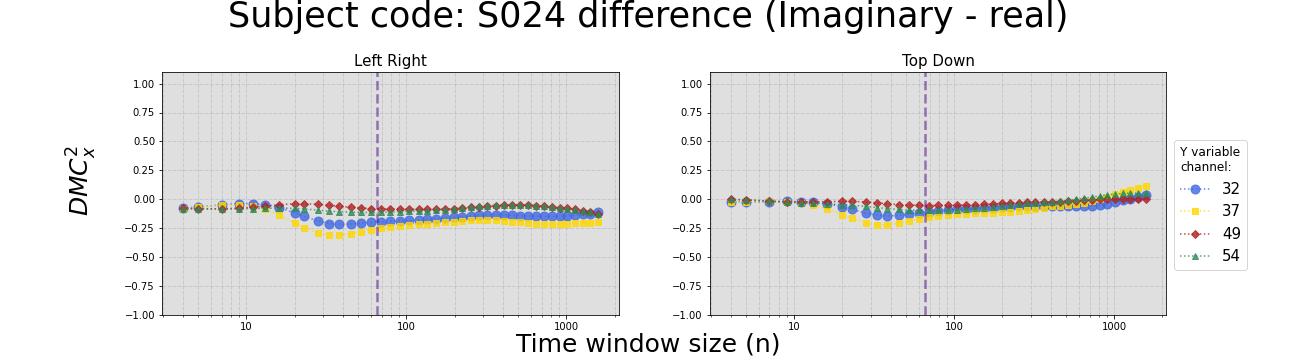 Subject code: S024 difference (Imaginary - real)
Left Right
Top Down
1.00
0.75
0.50
0.25
0.00
−0.25
−0.50
−0.75
−1.00
1.00
0.75
0.50
0.25
0.00
−0.25
−0.50
−0.75
−1.00
DMC²ₓ
10 100 1000
10 100 1000
Time window size (n)
Y variable
channel:
32
37
49
54